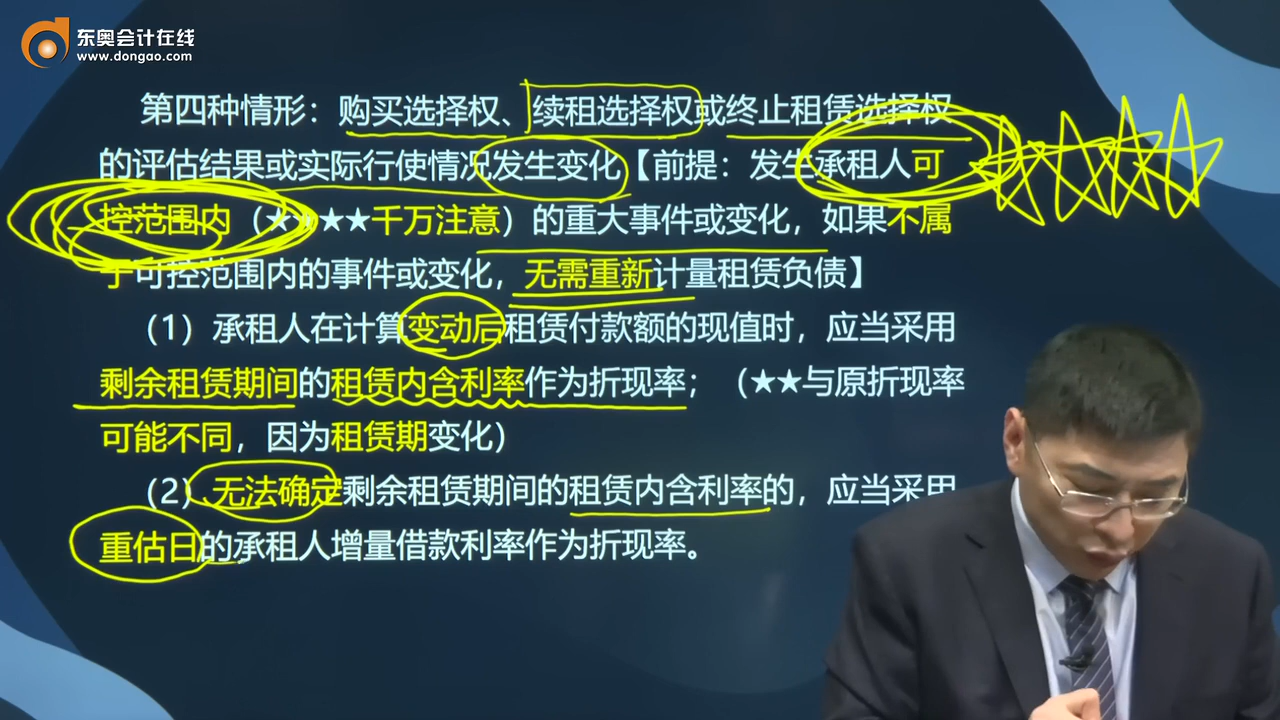 东奥会计在线
www.dongao.com
第四种情形：购买选择权、续租选择权或终止租赁选择权
的评估结果或实际行使情况发生变化【前提：发生承租人可
控范围内（★★★★千万注意）的重大事件或变化，如果不属
于可控范围内的事件或变化，无需重新计量租赁负债】
（1）承租人在计算变动后租赁付款额的现值时，应当采用
剩余租赁期间的租赁内含利率作为折现率；（★★与原折现率
可能不同，因为租赁期变化）
（2）无法确定剩余租赁期间的租赁内含利率的，应当采用
重估日的承租人增量借款利率作为折现率。